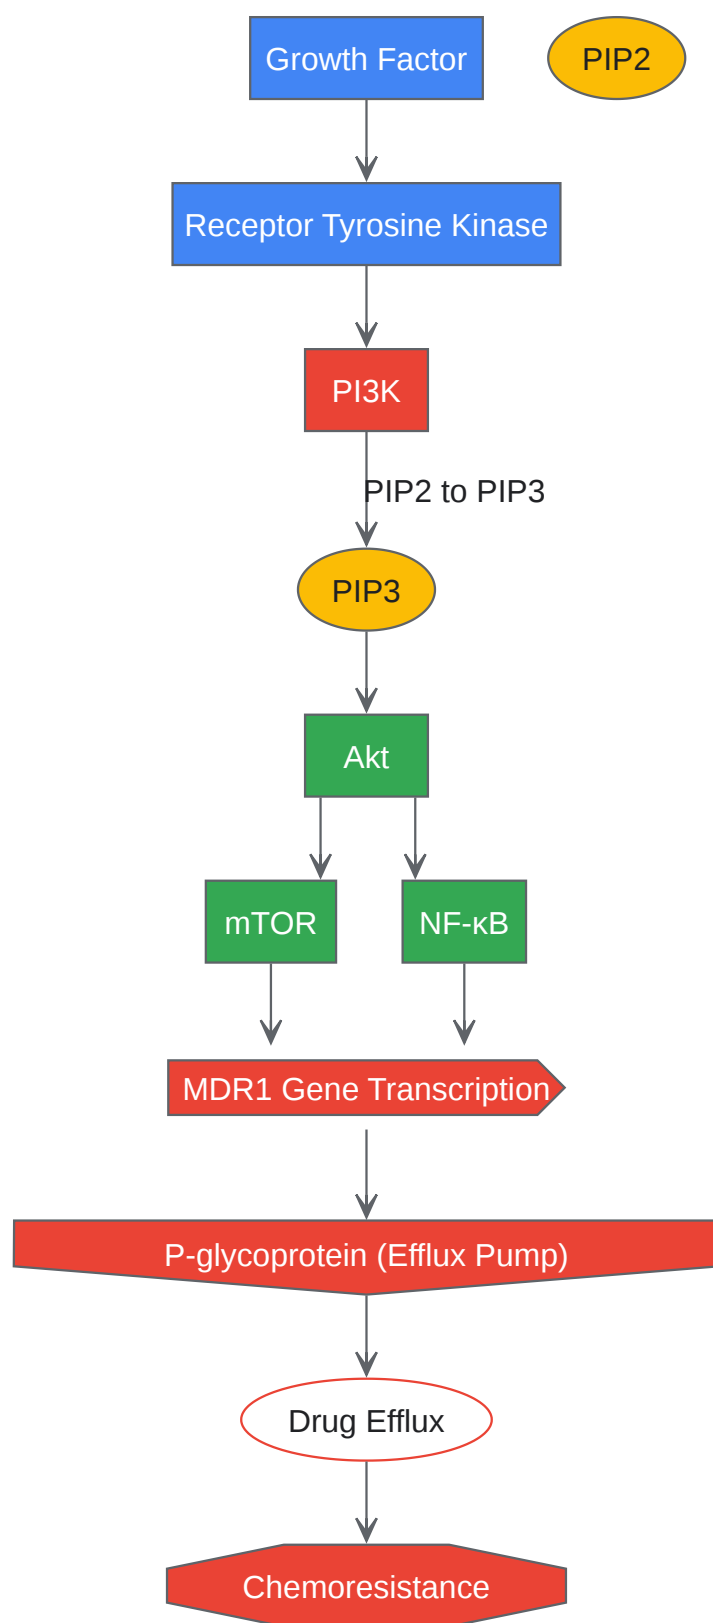 Growth Factor
PIP2
Receptor Tyrosine Kinase
PI3K
PIP2 to PIP3
PIP3
Akt
mTOR
NF-κB
MDR1 Gene Transcription
P-glycoprotein (Efflux Pump)
Drug Efflux
Chemoresistance